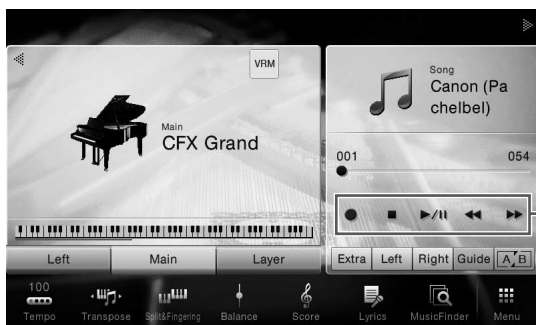 VRM
Main
CFX Grand
Song
Canon (Pa
chelbel)
001 054
Left Main Layer
Extra Left Right Guide A B
100
Tempo Transpose Split&Fingering Balance Score Lyrics MusicFinder Menu